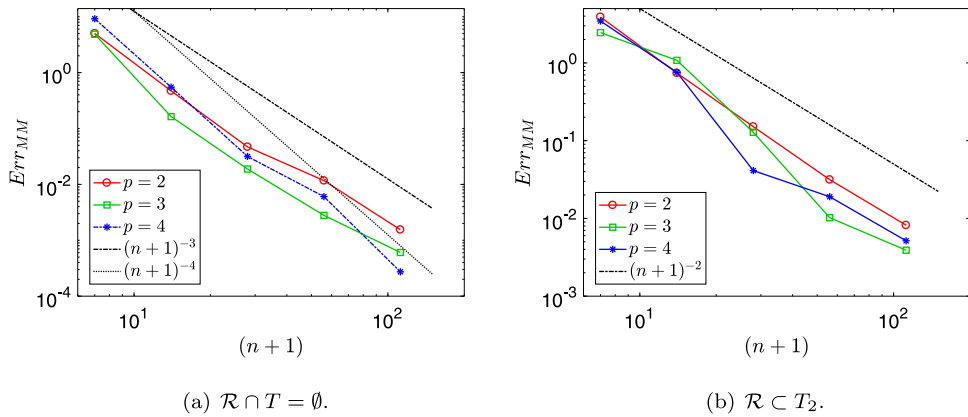 10^0
10^{-2}
10^{-4}
Err_{MM}
p = 2
p = 3
p = 4
(n + 1)^{-3}
(n + 1)^{-4}
10^1
10^2
(n + 1)
(a) ℛ ∩ T = ∅.
10^0
10^{-1}
10^{-2}
10^{-3}
Err_{MM}
p = 2
p = 3
p = 4
(n + 1)^{-2}
10^1
10^2
(n + 1)
(b) ℛ ⊂ T_2.